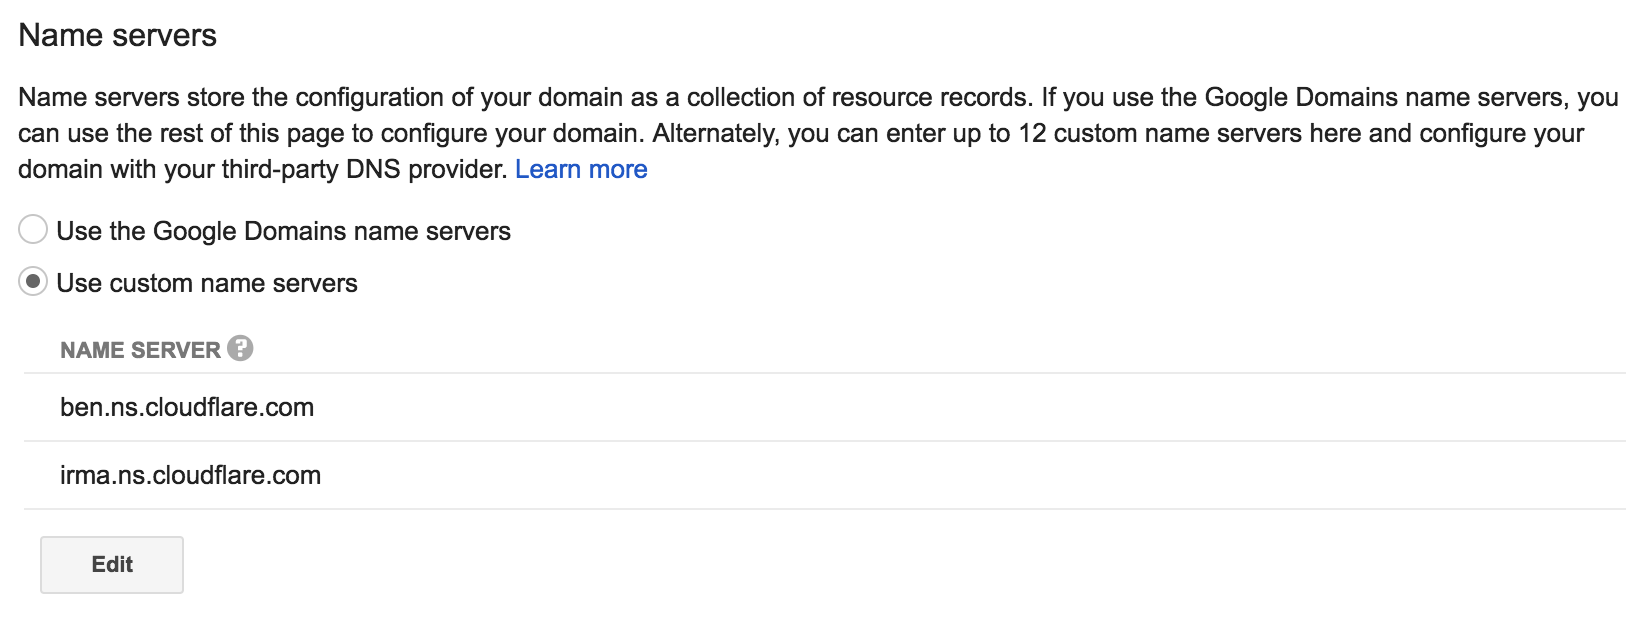 Name servers
Name servers store the configuration of your domain as a collection of resource records. If you use the Google Domains name servers, you
can use the rest of this page to configure your domain. Alternately, you can enter up to 12 custom name servers here and configure your
domain with your third-party DNS provider. Learn more
Use the Google Domains name servers
Use custom name servers
NAME SERVER ?
ben.ns.cloudflare.com
irma.ns.cloudflare.com
Edit